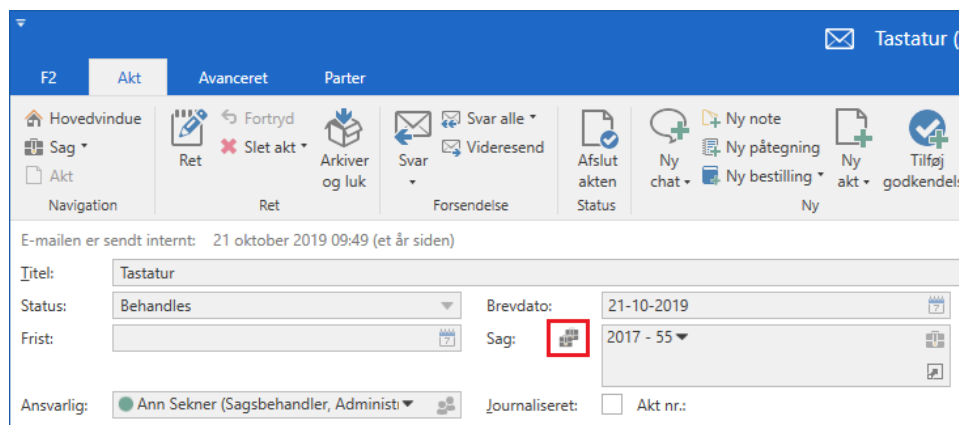 Tastatur (
F2 Akt Avanceret Parter
Hovedvindue
Sag
Akt
Navigation
Ret
Fortryd
Slet akt
Arkiver
og luk
Ret
Svar
Svar alle
Videresend
Forsendelse
Afslut
akten
Status
Ny
chat
Ny note
Ny påtegning
Ny bestilling
Ny
akt
Tilføj
godkendels
Ny
E-mailen er sendt internt: 21 oktober 2019 09:49 (et år siden)
Titel: Tastatur
Status: Behandles Brevdato: 21-10-2019
Frist: Sag: 2017 - 55
Ansvarlig: Ann Sekner (Sagsbehandler, Administ Journaliseret: Akt nr.: